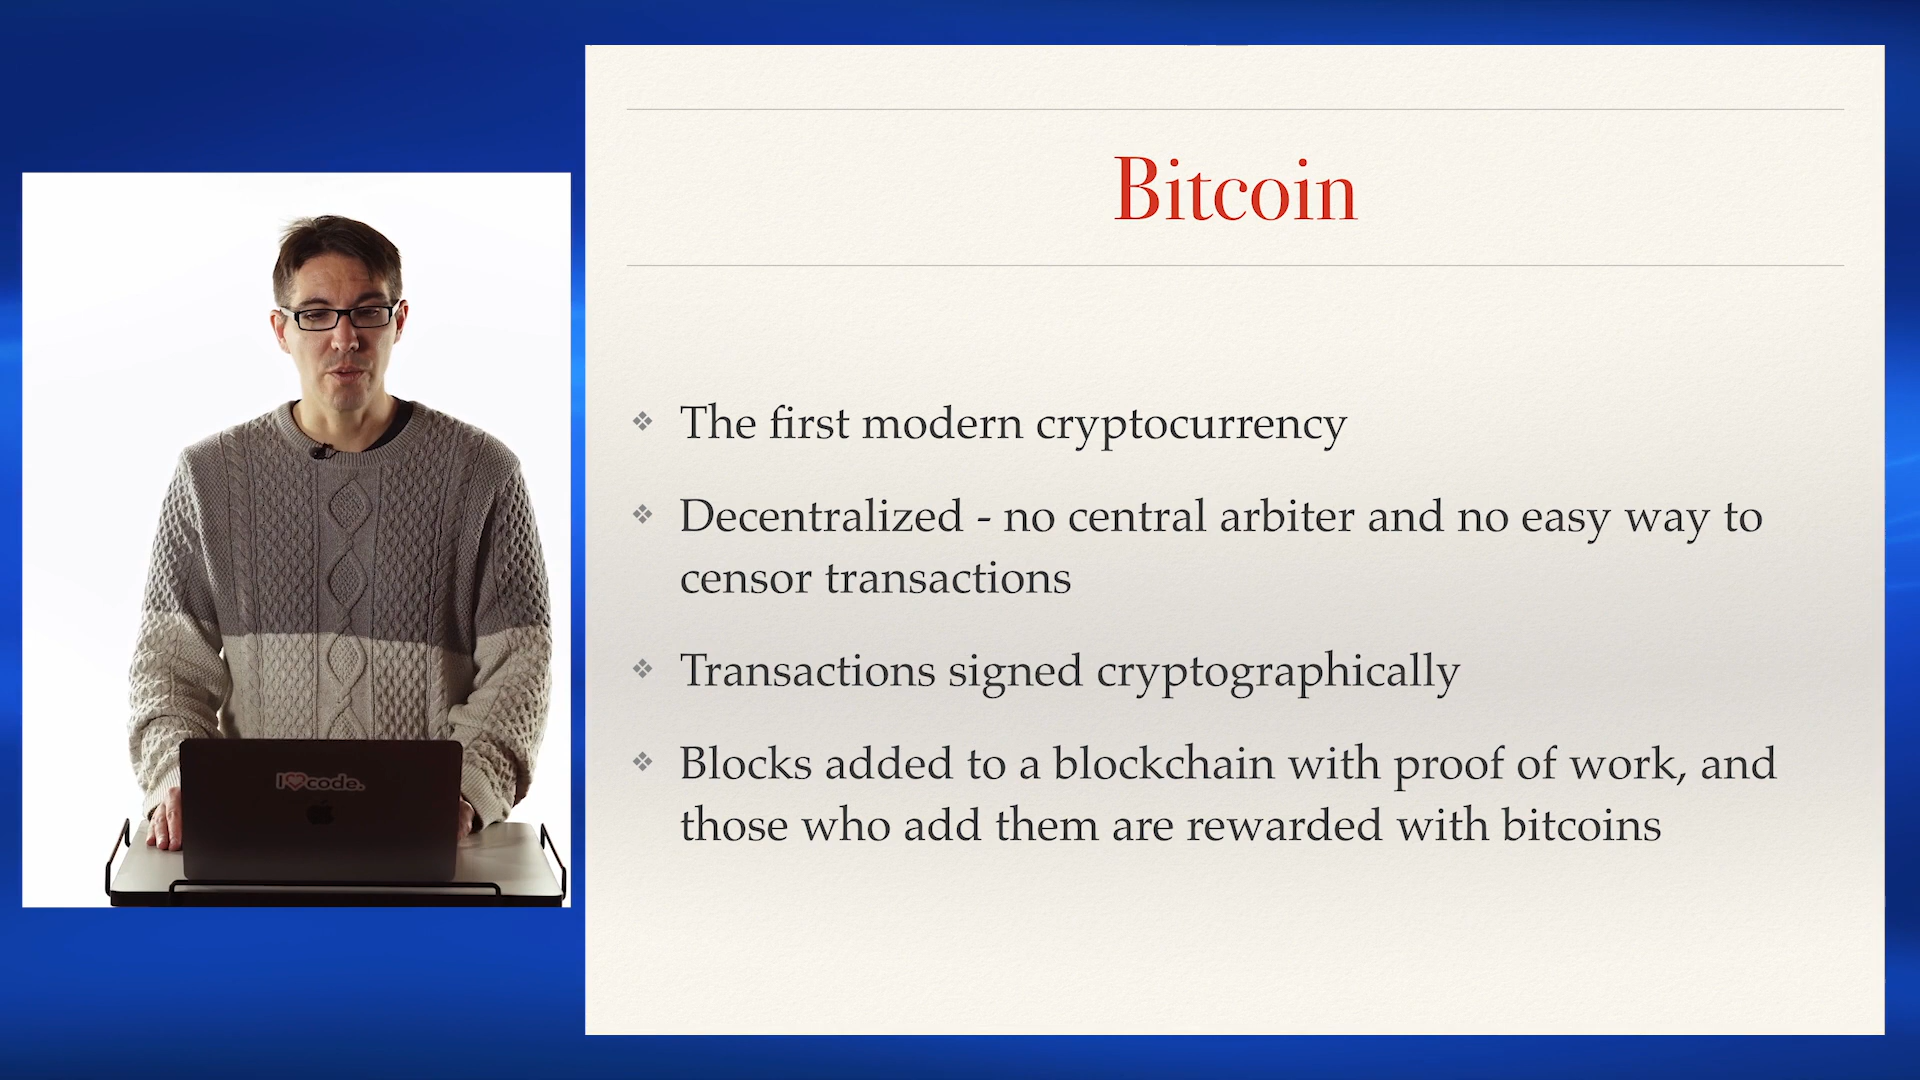 Bitcoin
The first modern cryptocurrency
Decentralized - no central arbiter and no easy way to
censor transactions
Transactions signed cryptographically
Blocks added to a blockchain with proof of work, and
those who add them are rewarded with bitcoins
I❤code.